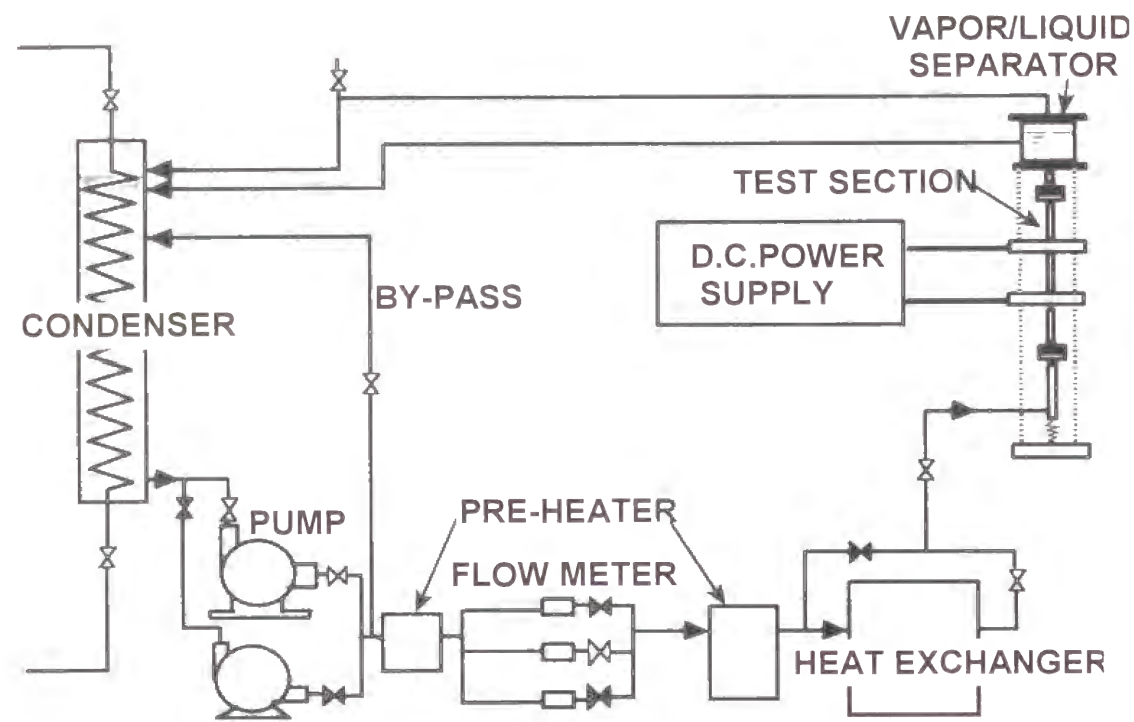 VAPOR/LIQUID
SEPARATOR
TEST SECTION
D.C.POWER
SUPPLY
BY-PASS
CONDENSER
PUMP
PRE-HEATER
FLOW METER
HEAT EXCHANGER